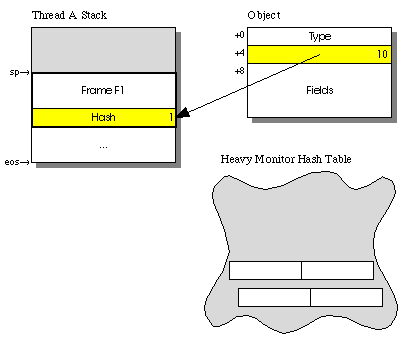 Thread A Stack
Object
+0 Type
+4 10
sp→ +8
Frame F1 Fields
Hash 1
...
eos→
Heavy Monitor Hash Table